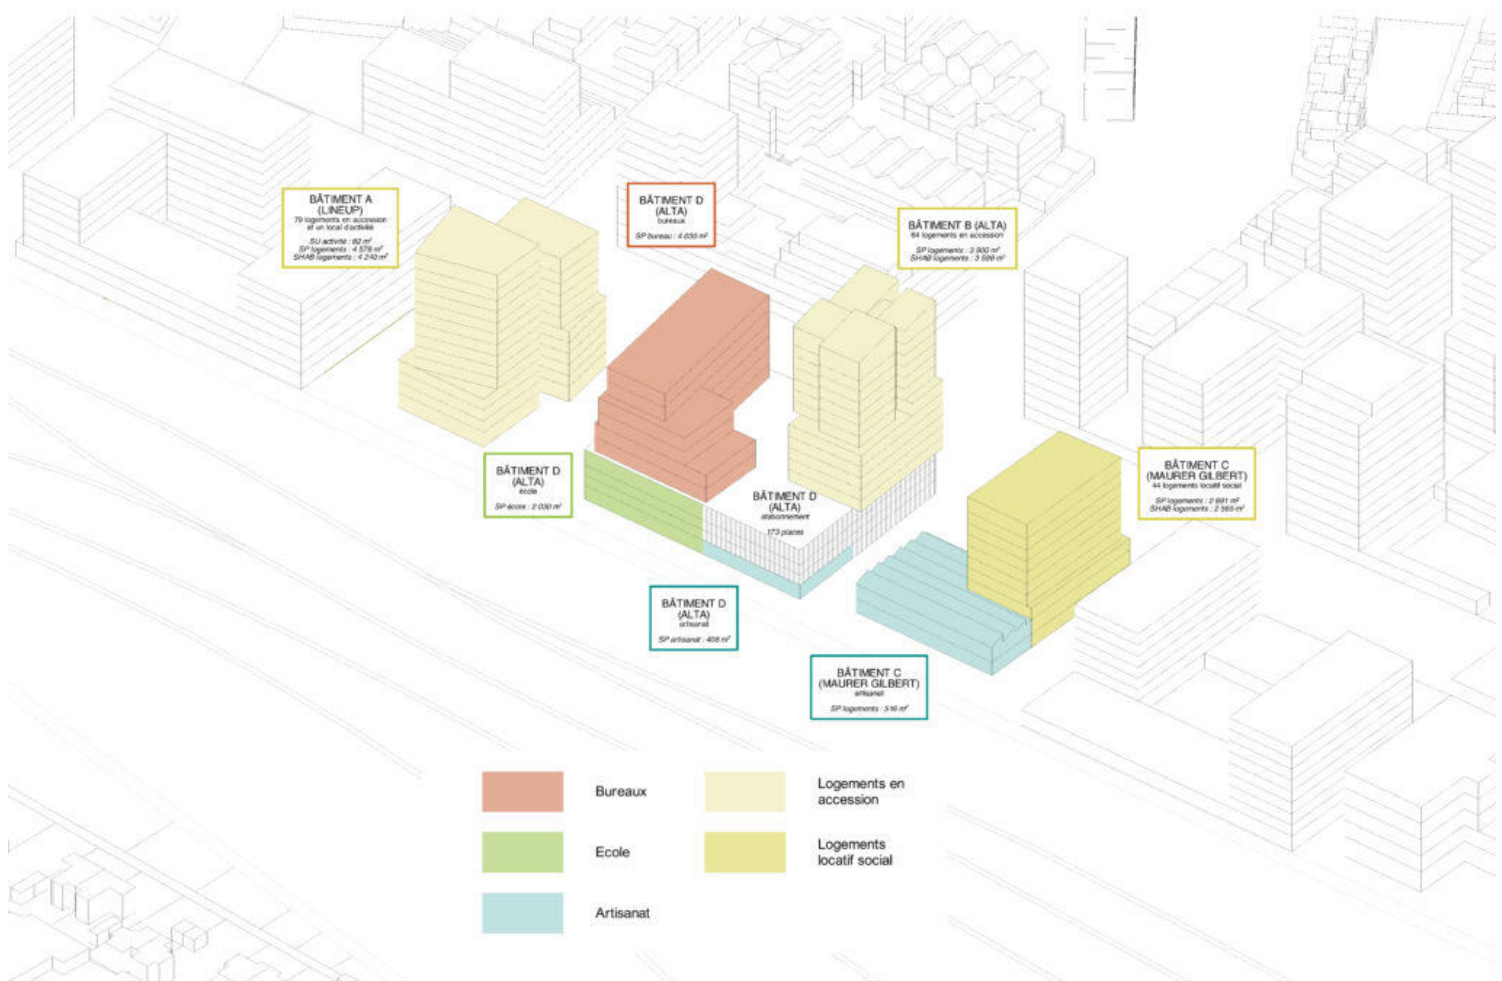 BÂTIMENT A
(LINEUP)
79 logements en accession
et un local d'activité
SU activité : 82 m²
SP logements : 4 578 m²
SHAB logements : 4 240 m²
BÂTIMENT D
(ALTA)
bureaux
SP bureau : 4 030 m²
BÂTIMENT B (ALTA)
64 logements en accession
SP logements : 3 900 m²
SHAB logements : 3 598 m²
BÂTIMENT D
(ALTA)
école
SP école : 2 030 m²
BÂTIMENT D
(ALTA)
stationnement
173 places
BÂTIMENT C
(MAURER GILBERT)
44 logements locatif social
SP logements : 2 891 m²
SHAB logements : 2 565 m²
BÂTIMENT D
(ALTA)
artisanat
SP artisanat : 408 m²
BÂTIMENT C
(MAURER GILBERT)
artisanat
SP logements : 516 m²
Bureaux
Logements en
accession
Ecole
Logements
locatif social
Artisanat